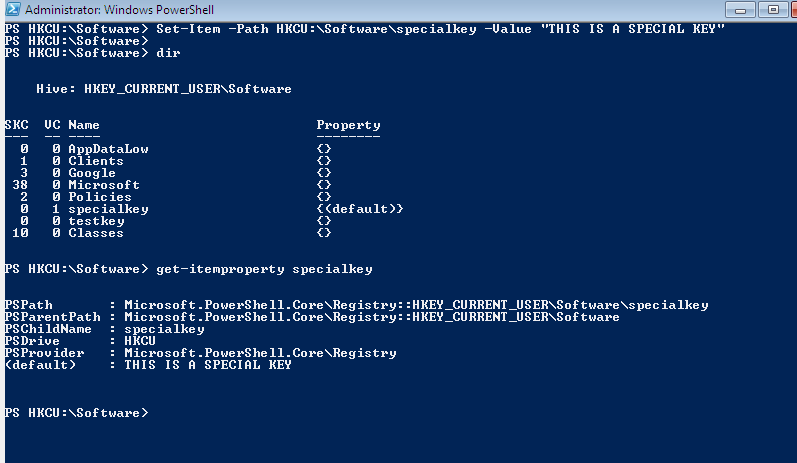 Administrator: Windows PowerShell
PS HKCU:\Software> Set-Item -Path HKCU:\Software\specialkey -Value "THIS IS A SPECIAL KEY"
PS HKCU:\Software>
PS HKCU:\Software> dir
Hive: HKEY_CURRENT_USER\Software
SKC  VC Name                           Property
---  -- ----                           --------
  0   0 AppDataLow                     {}
  1   0 Clients                        {}
  3   0 Google                         {}
 38   0 Microsoft                      {}
  2   0 Policies                       {}
  0   1 specialkey                     {(default)}
  0   0 testkey                        {}
 10   0 Classes                        {}
PS HKCU:\Software> get-itemproperty specialkey
PSPath       : Microsoft.PowerShell.Core\Registry::HKEY_CURRENT_USER\Software\specialkey
PSParentPath : Microsoft.PowerShell.Core\Registry::HKEY_CURRENT_USER\Software
PSChildName  : specialkey
PSDrive      : HKCU
PSProvider   : Microsoft.PowerShell.Core\Registry
(default)    : THIS IS A SPECIAL KEY
PS HKCU:\Software>